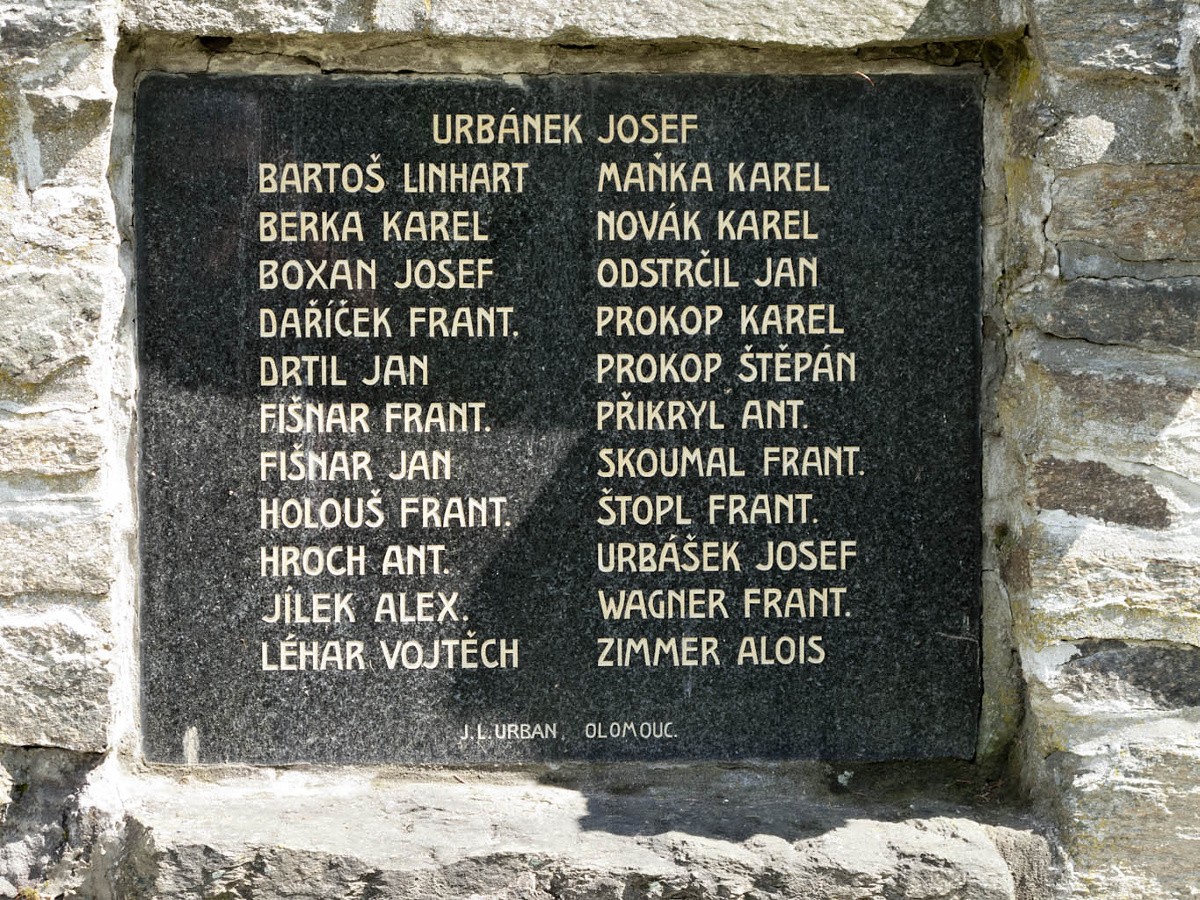 URBÁNEK JOSEF
BARTOŠ LINHART
BERKA KAREL
BOXAN JOSEF
DAŘÍČEK FRANT.
DRTIL JAN
FIŠNAR FRANT.
FIŠNAR JAN
HOLOUŠ FRANT.
HROCH ANT.
JÍLEK ALEX.
LÉHAR VOJTĚCH
MAŇKA KAREL
NOVÁK KAREL
ODSTRČIL JAN
PROKOP KAREL
PROKOP ŠTĚPÁN
PŘIKRYL ANT.
SKOUMAL FRANT.
ŠTOPL FRANT.
URBÁŠEK JOSEF
WAGNER FRANT.
ZIMMER ALOIS
J.L.URBAN, OLOMOUC.